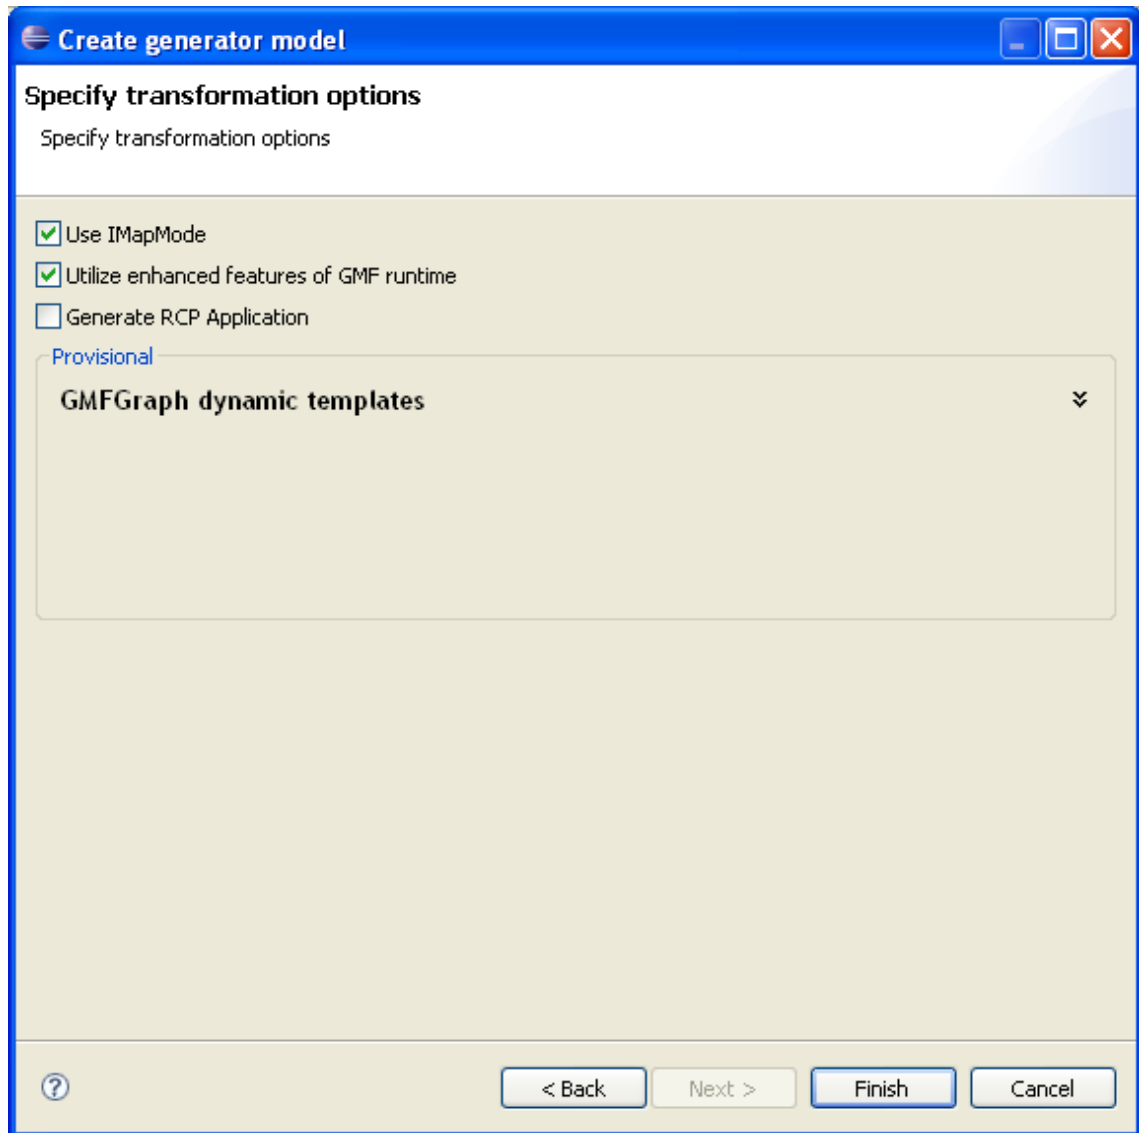 Create generator model
Specify transformation options
Specify transformation options
Use IMapMode
Utilize enhanced features of GMF runtime
Generate RCP Application
Provisional
GMFGraph dynamic templates
?
< Back
Next >
Finish
Cancel